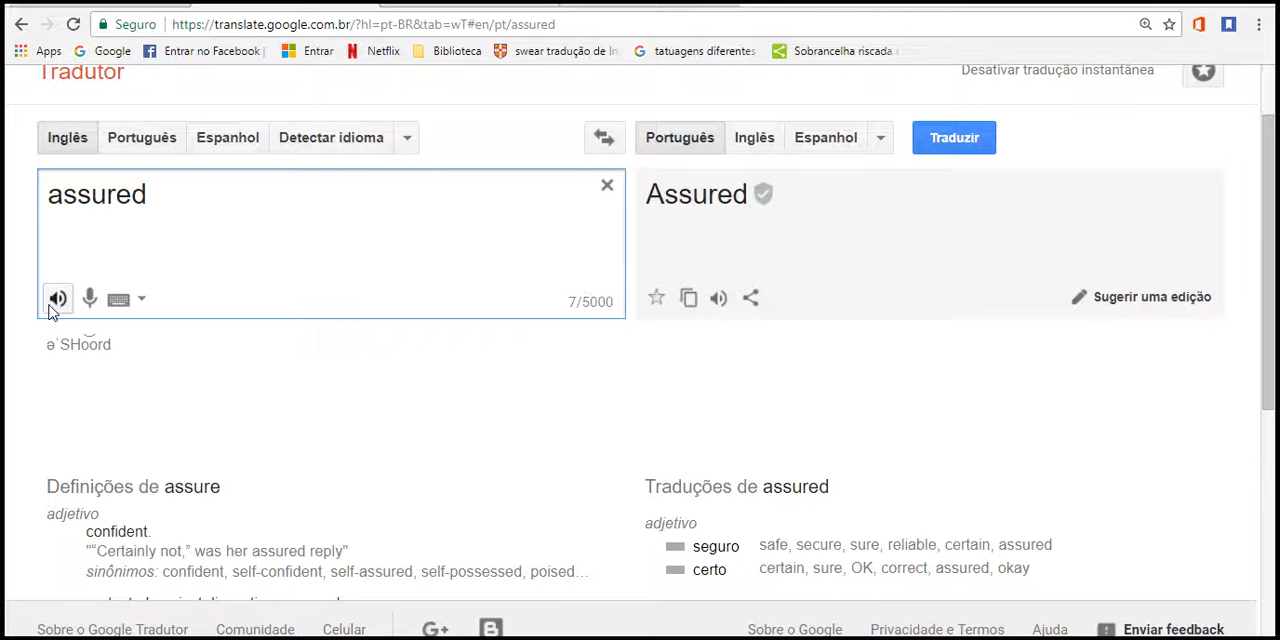 Seguro https://translate.google.com.br/?hl=pt-BR&tab=wT#en/pt/assured
Apps Google Entrar no Facebook Entrar Netflix Biblioteca swear tradução de In tatuagens diferentes Sobrancelha riscada
Tradutor Desativar tradução instantânea
Inglês Português Espanhol Detectar idioma Português Inglês Espanhol Traduzir
assured Assured
7/5000 Sugerir uma edição
əˈSHo͝ord
Definições de assure Traduções de assured
adjetivo
confident. adjetivo
"“Certainly not,” was her assured reply" seguro safe, secure, sure, reliable, certain, assured
sinônimos: confident, self-confident, self-assured, self-possessed, poised… certo certain, sure, OK, correct, assured, okay
Sobre o Google Tradutor Comunidade Celular G+ B Sobre o Google Privacidade e Termos Ajuda Enviar feedback